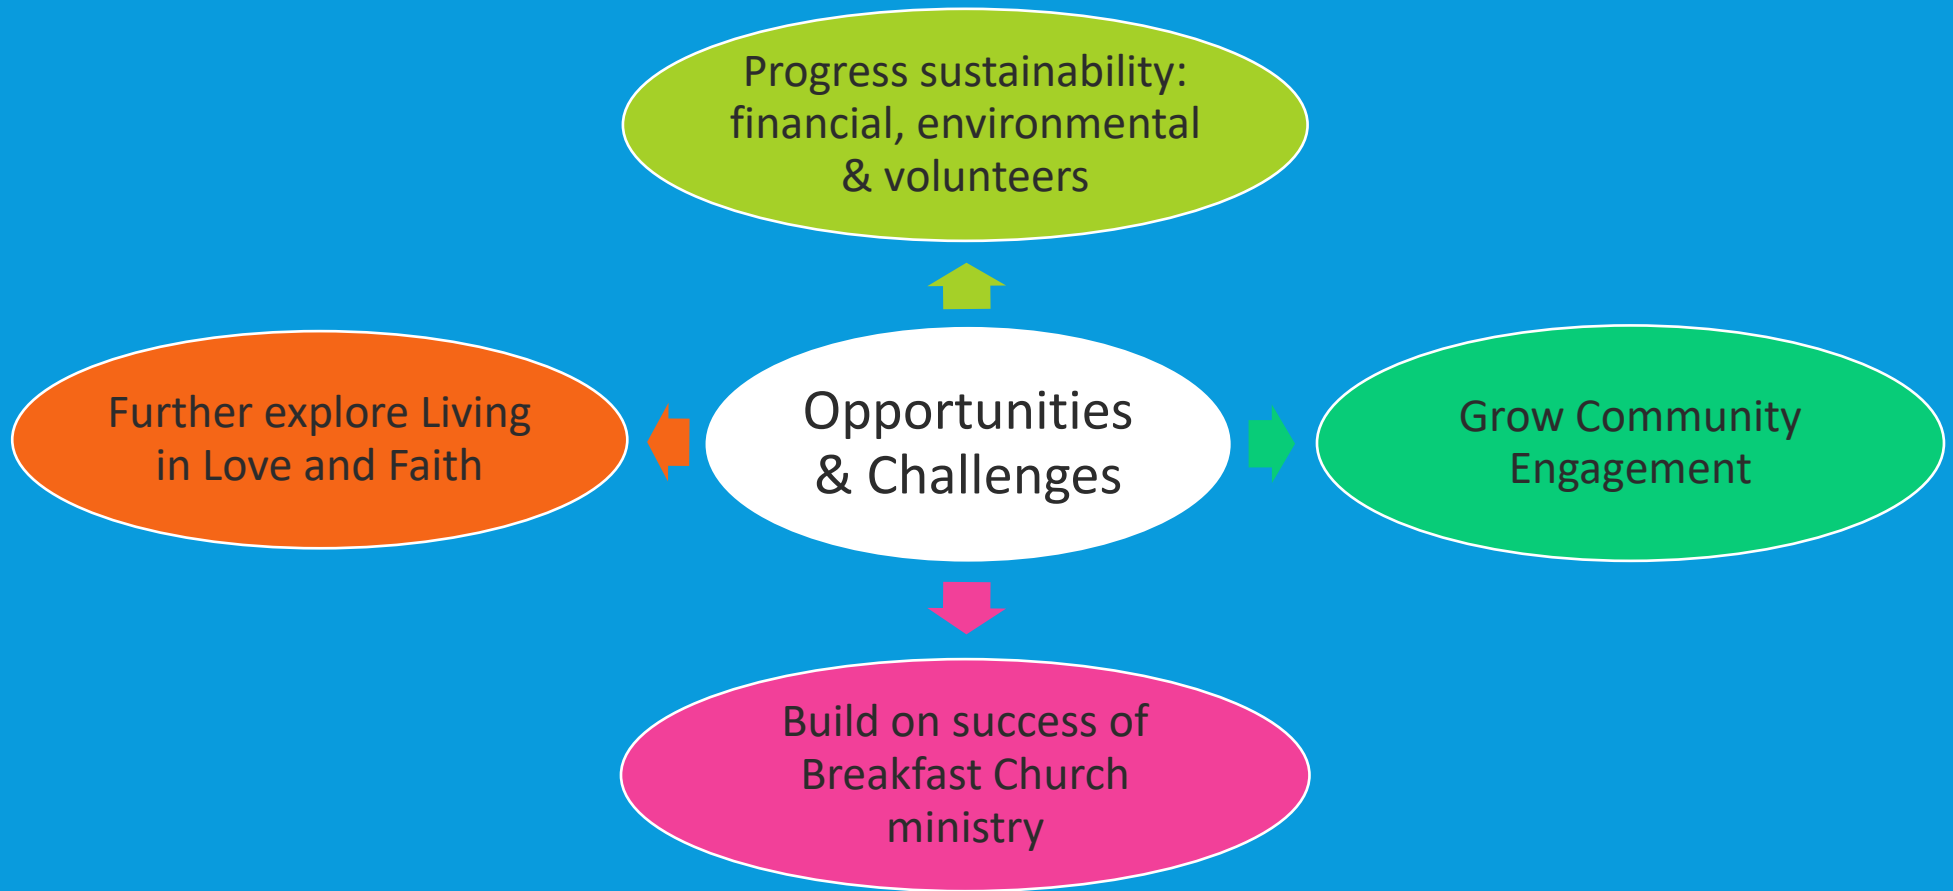 Progress sustainability:
financial, environmental
& volunteers
Further explore Living
in Love and Faith
Opportunities
& Challenges
Grow Community
Engagement
Build on success of
Breakfast Church
ministry